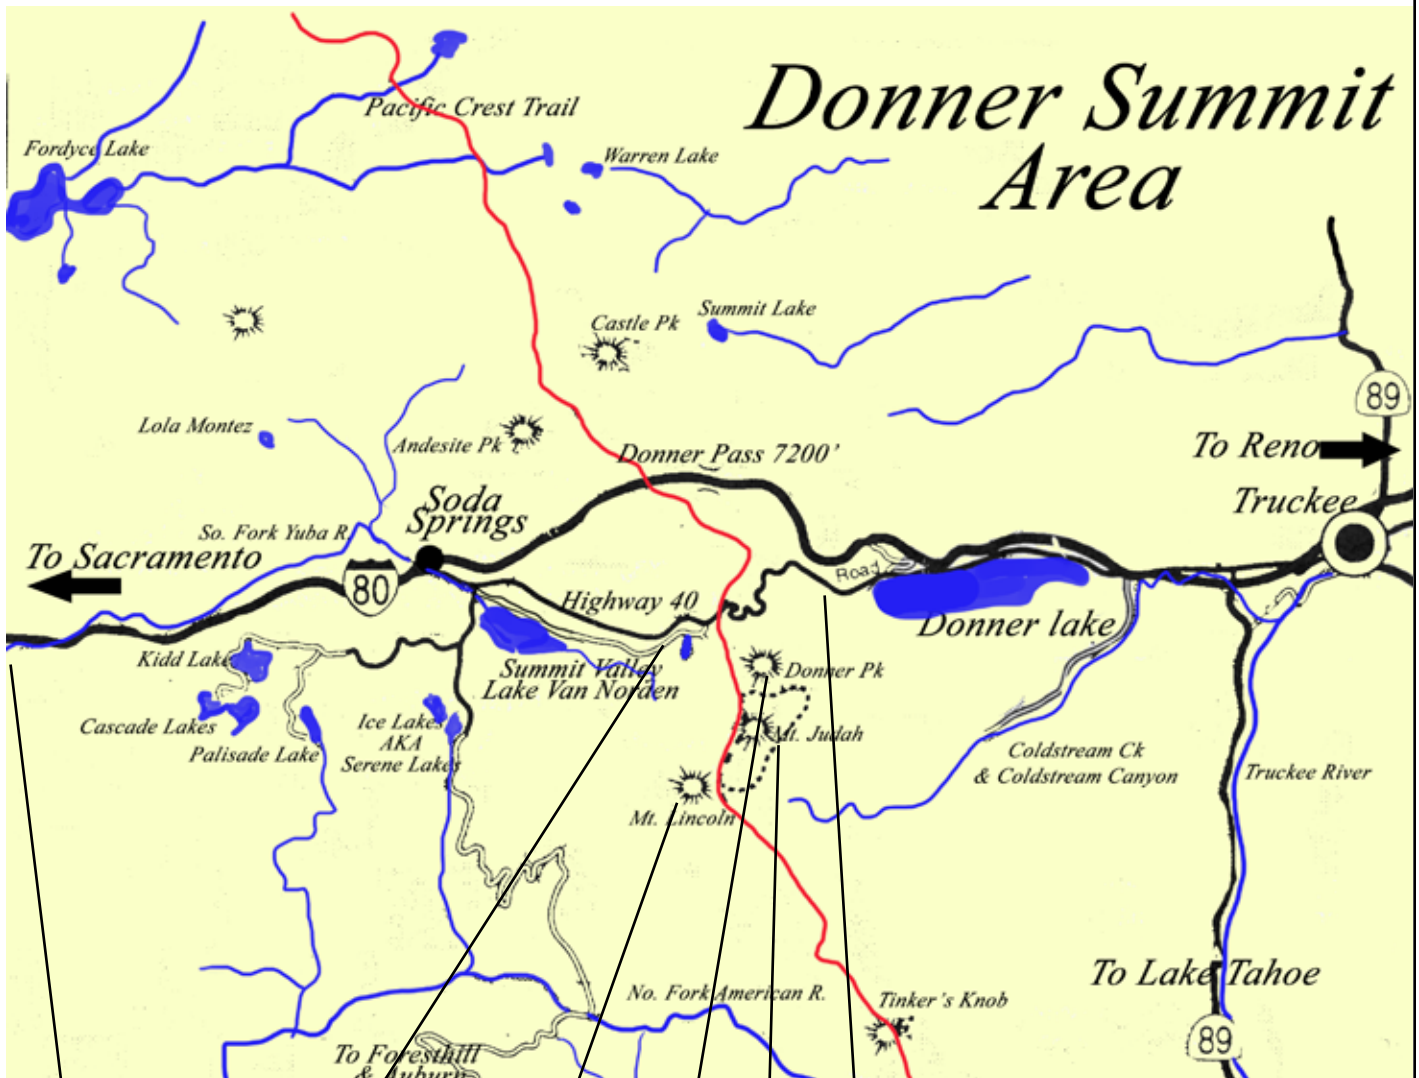 Donner Summit
Area
Pacific Crest Trail
Fordyce Lake
Warren Lake
Summit Lake
Castle Pk
89
Lola Montez
Andesite Pk
Donner Pass 7200’
To Reno
Truckee
Soda
Springs
So. Fork Yuba R.
To Sacramento
80
Road
Highway 40
Donner lake
Kidd Lake
Summit Valley
Lake Van Norden
Donner Pk
Cascade Lakes
Palisade Lake
Ice Lakes
AKA
Serene Lakes
Mt. Judah
Coldstream Ck
& Coldstream Canyon
Truckee River
Mt. Lincoln
To Lake Tahoe
No. Fork American R.
Tinker’s Knob
89
To Foresthill
& Auburn